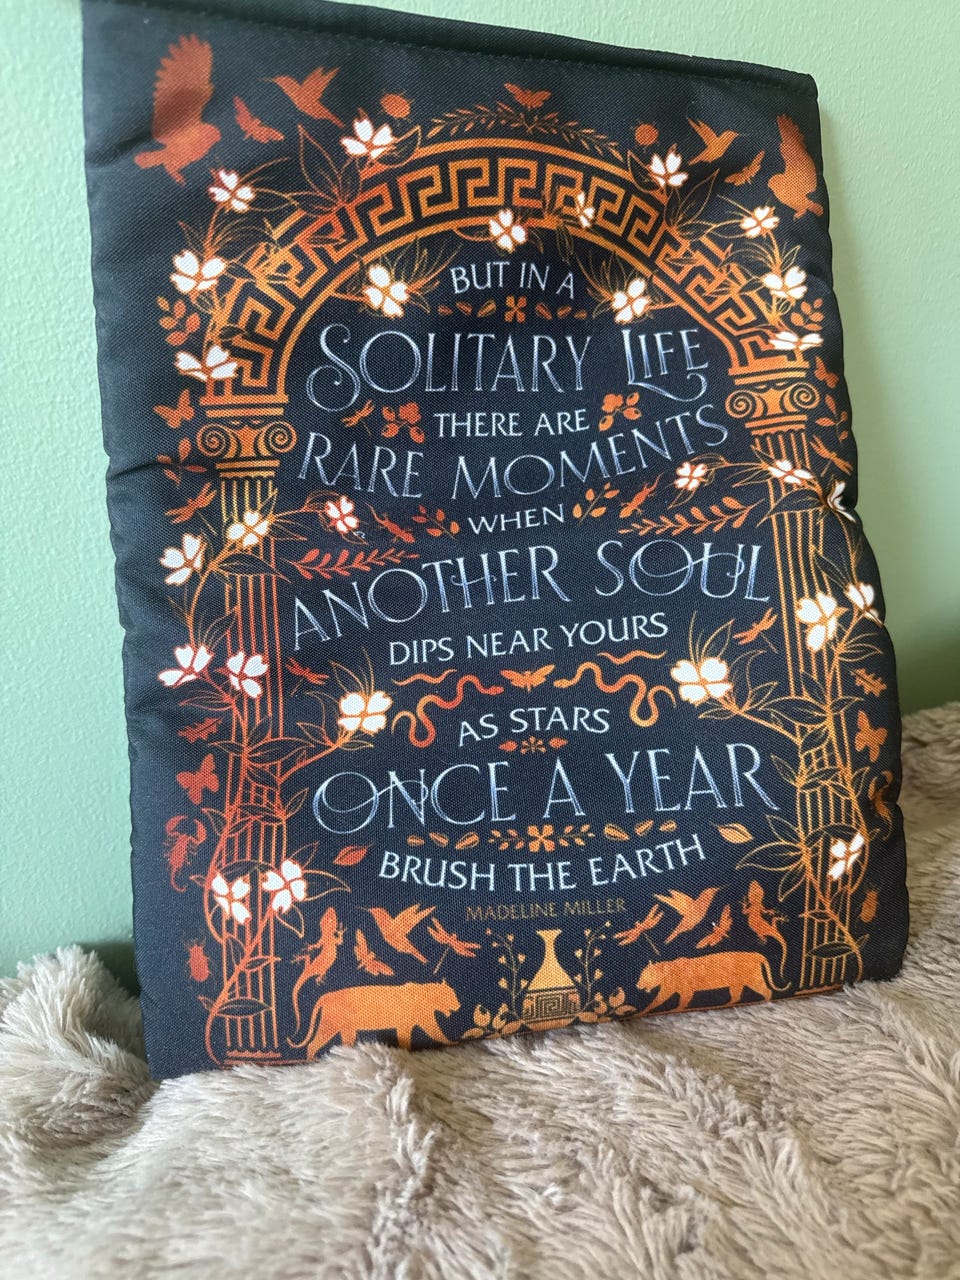 BUT IN A
SOLITARY LIFE
THERE ARE
RARE MOMENTS
WHEN
ANOTHER SOUL
DIPS NEAR YOURS
AS STARS
ONCE A YEAR
BRUSH THE EARTH
MADELINE MILLER